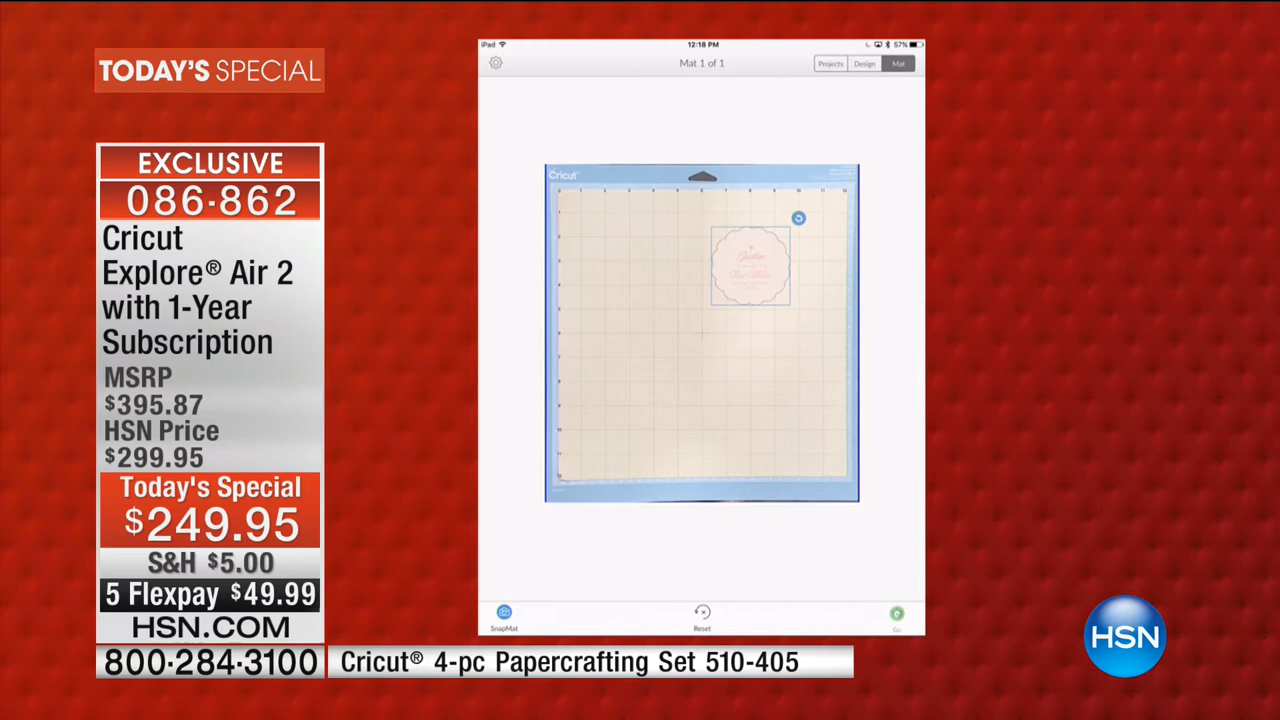 TODAY'S SPECIAL
EXCLUSIVE
086·862
Cricut
Explore® Air 2
with 1-Year
Subscription
MSRP
$395.87
HSN Price
$299.95
Today's Special
$249.95
S&H $5.00
5 Flexpay $49.99
HSN.COM
800·284·3100
Cricut® 4-pc Papercrafting Set 510-405
iPad
12:18 PM
57%
Mat 1 of 1
Projects
Design
Mat
Cricut
SnapMat
Reset
Go
HSN